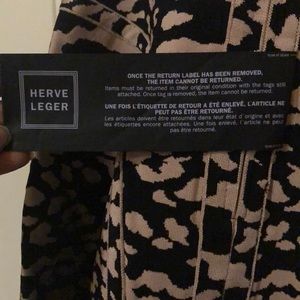 HERVE
LEGER
ONCE THE RETURN LABEL HAS BEEN REMOVED,
THE ITEM CANNOT BE RETURNED.
Items must be returned in their original condition with the tags still
attached. Once tag is removed, the item cannot be returned.
UNE FOIS L'ÉTIQUETTE DE RETOUR A ÉTÉ ENLEVÉ, L'ARTICLE NE
PEUT PAS ÊTRE RETOURNÉ.
Les articles doivent être retournés dans leur état d'origine et avec
les étiquettes encore attachées. Une fois enlevé, l'article ne peut
pas être retourné.